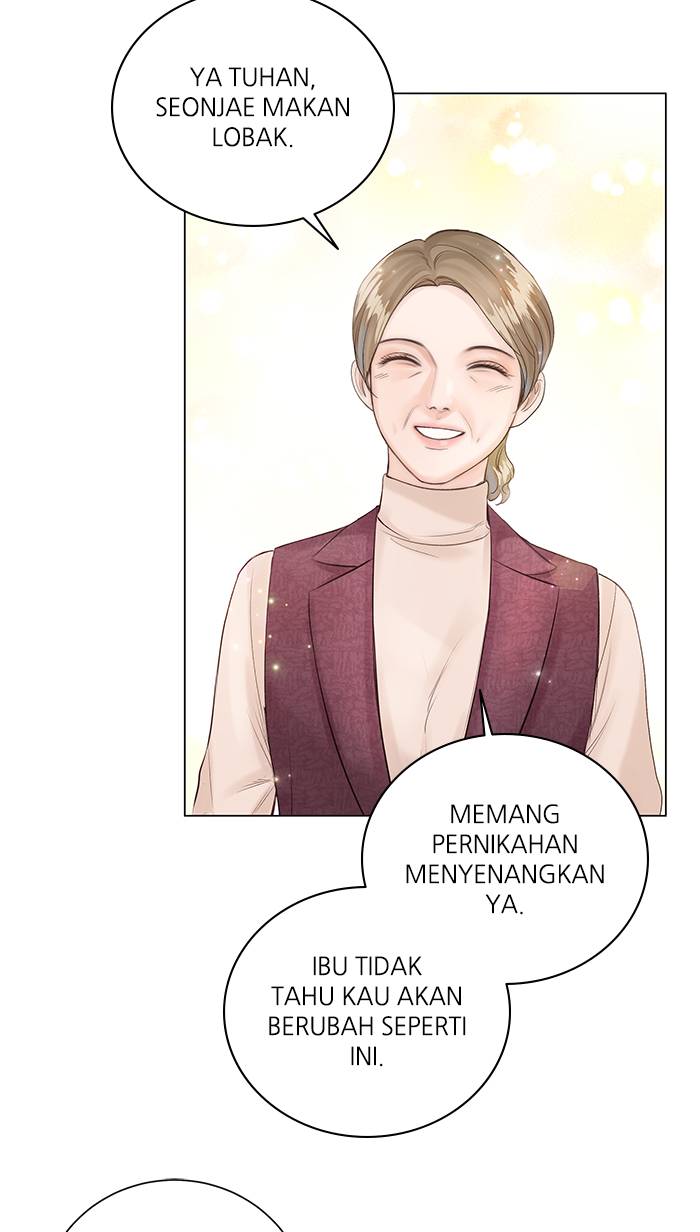 YA TUHAN,
SEONJAE MAKAN
LOBAK.
MEMANG
PERNIKAHAN
MENYENANGKAN
YA.
IBU TIDAK
TAHU KAU AKAN
BERUBAH SEPERTI
INI.